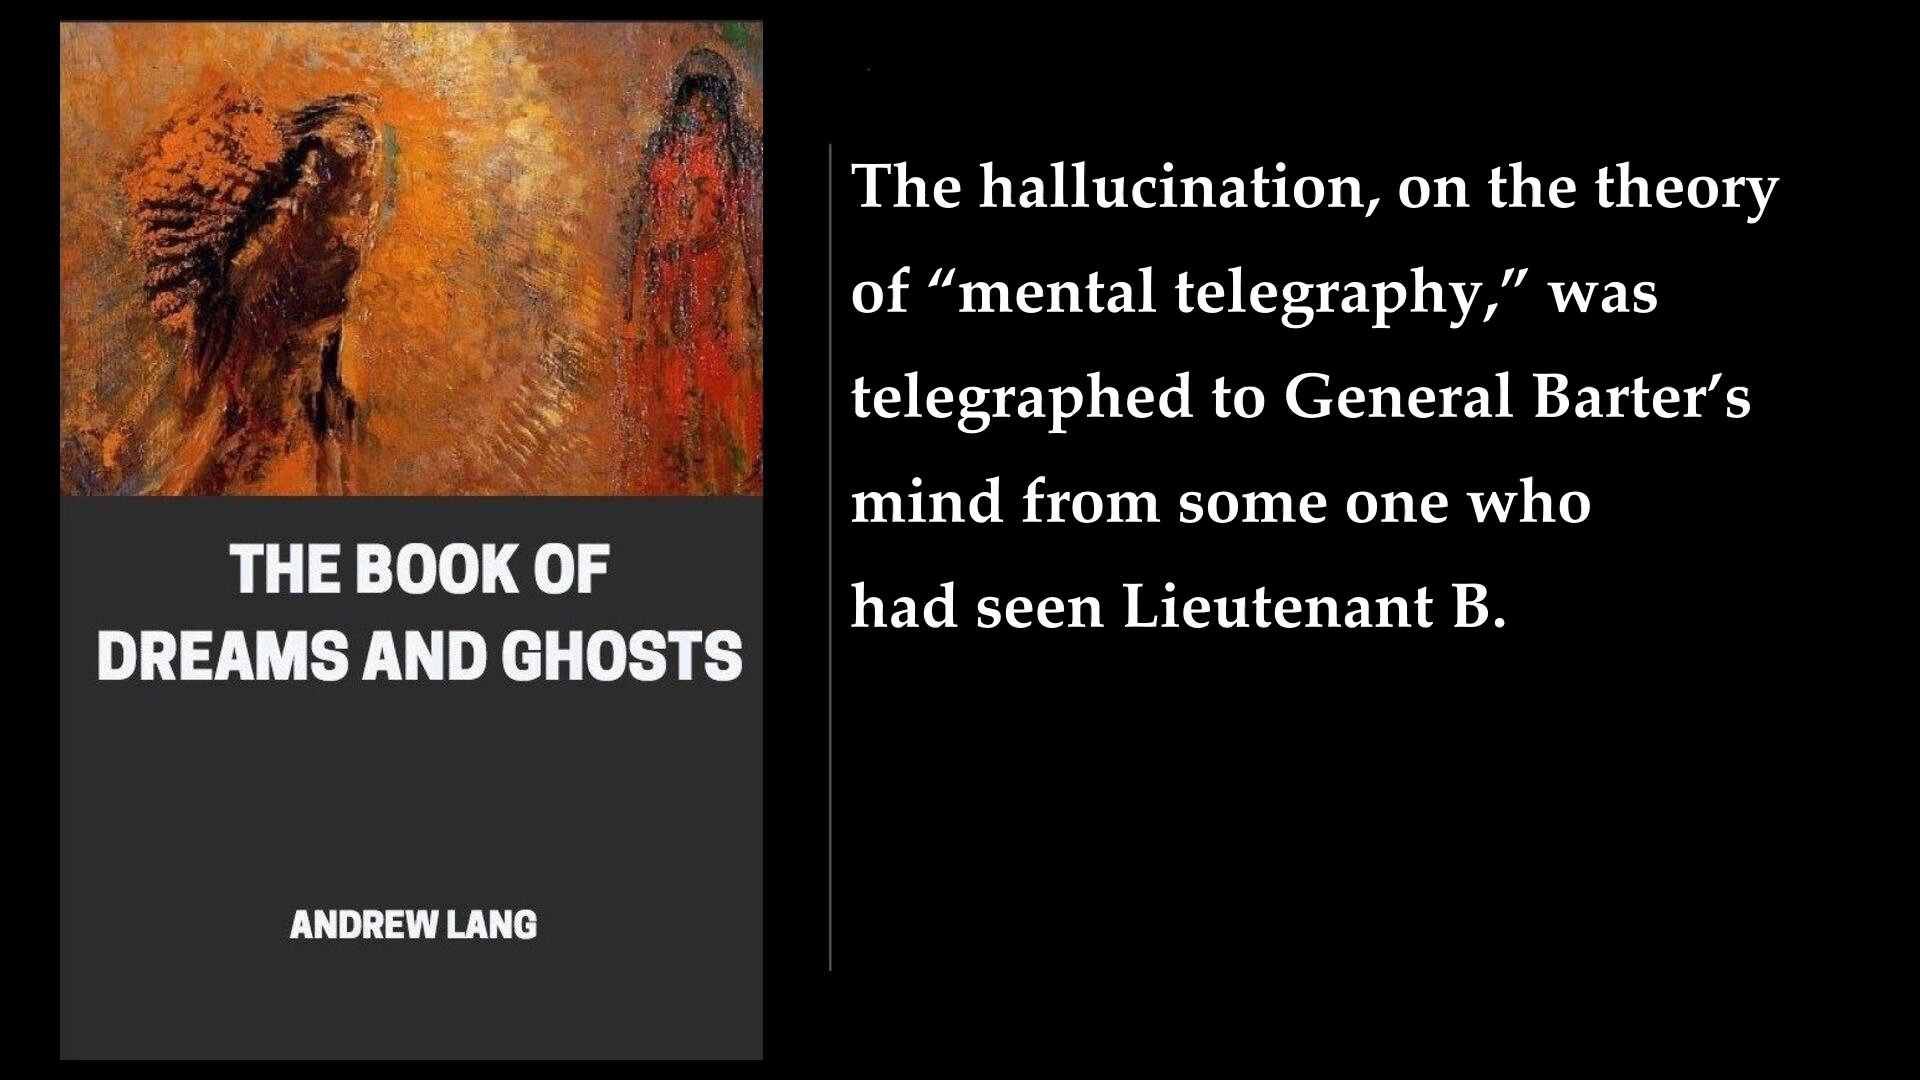 THE BOOK OF
DREAMS AND GHOSTS
ANDREW LANG
The hallucination, on the theory
of “mental telegraphy,” was
telegraphed to General Barter’s
mind from some one who
had seen Lieutenant B.